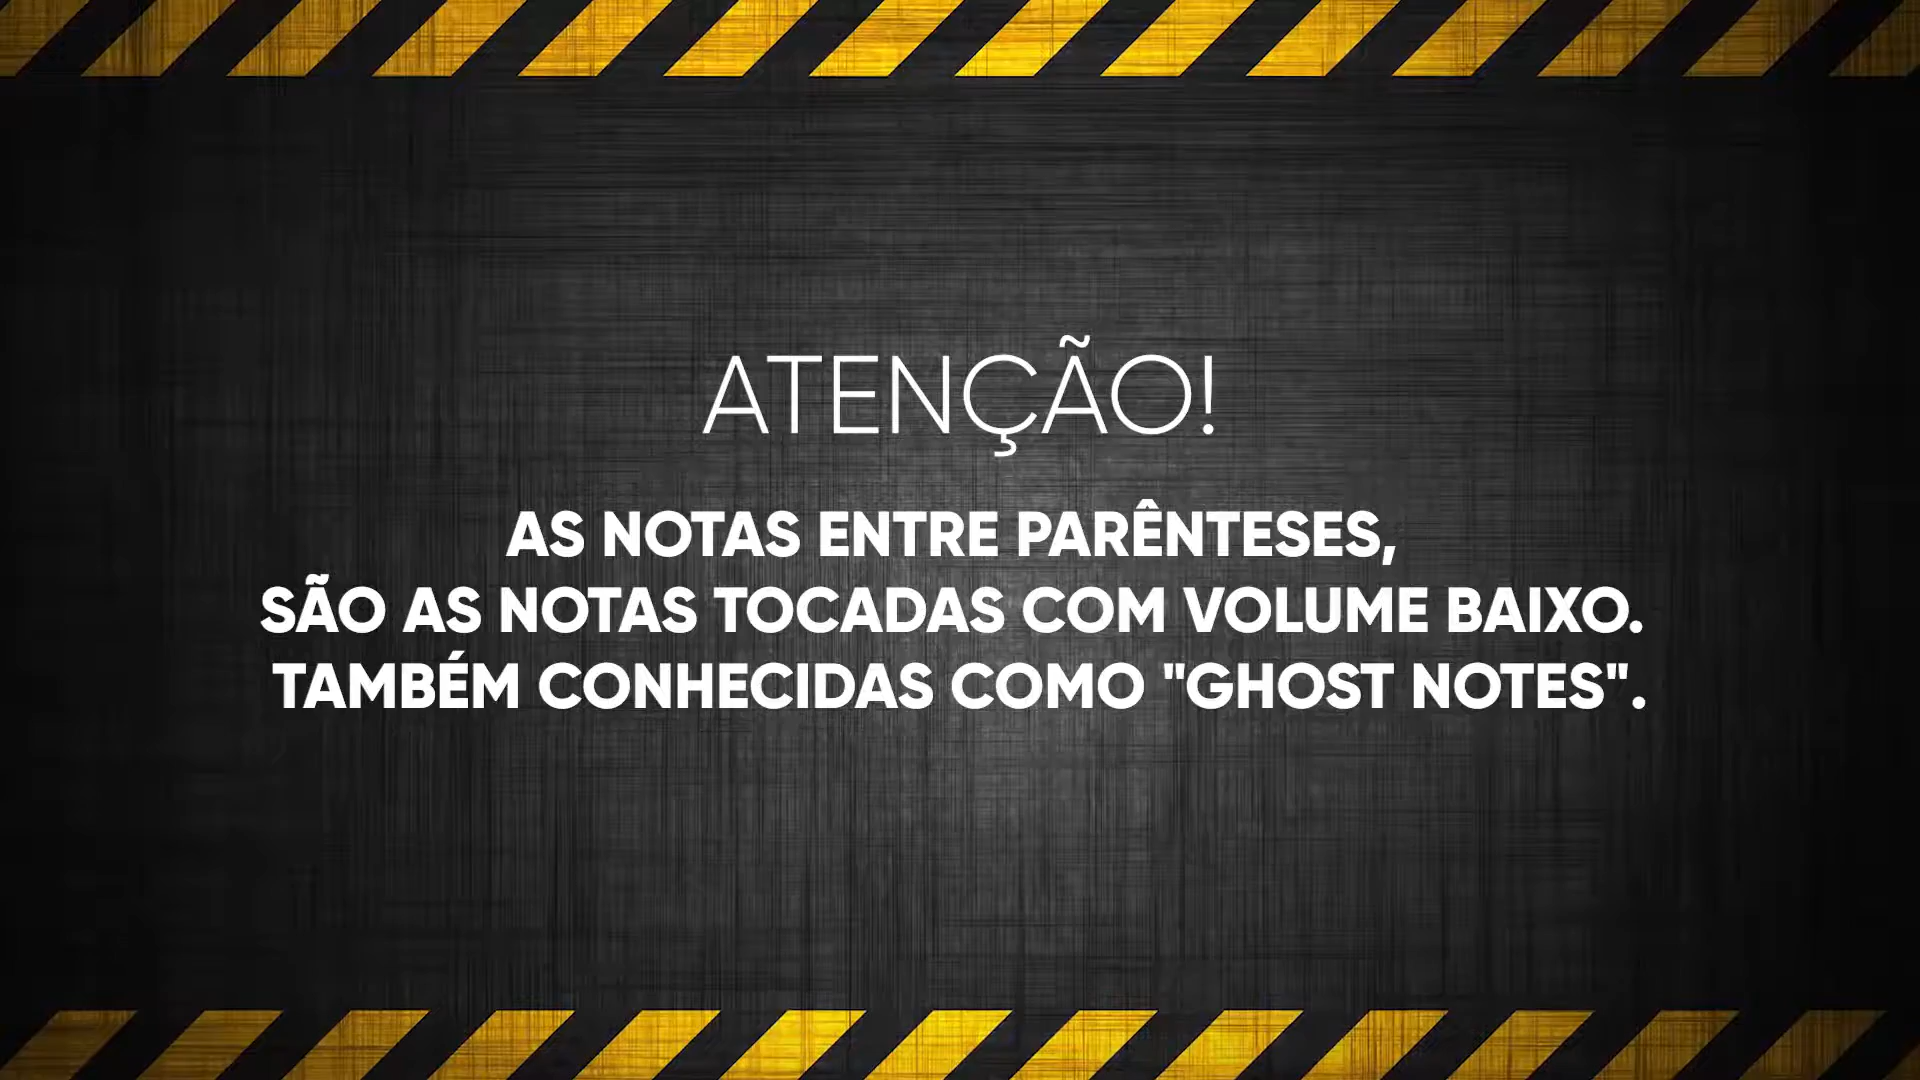 ATENÇÃO!
AS NOTAS ENTRE PARÊNTESES,
SÃO AS NOTAS TOCADAS COM VOLUME BAIXO.
TAMBÉM CONHECIDAS COMO "GHOST NOTES".